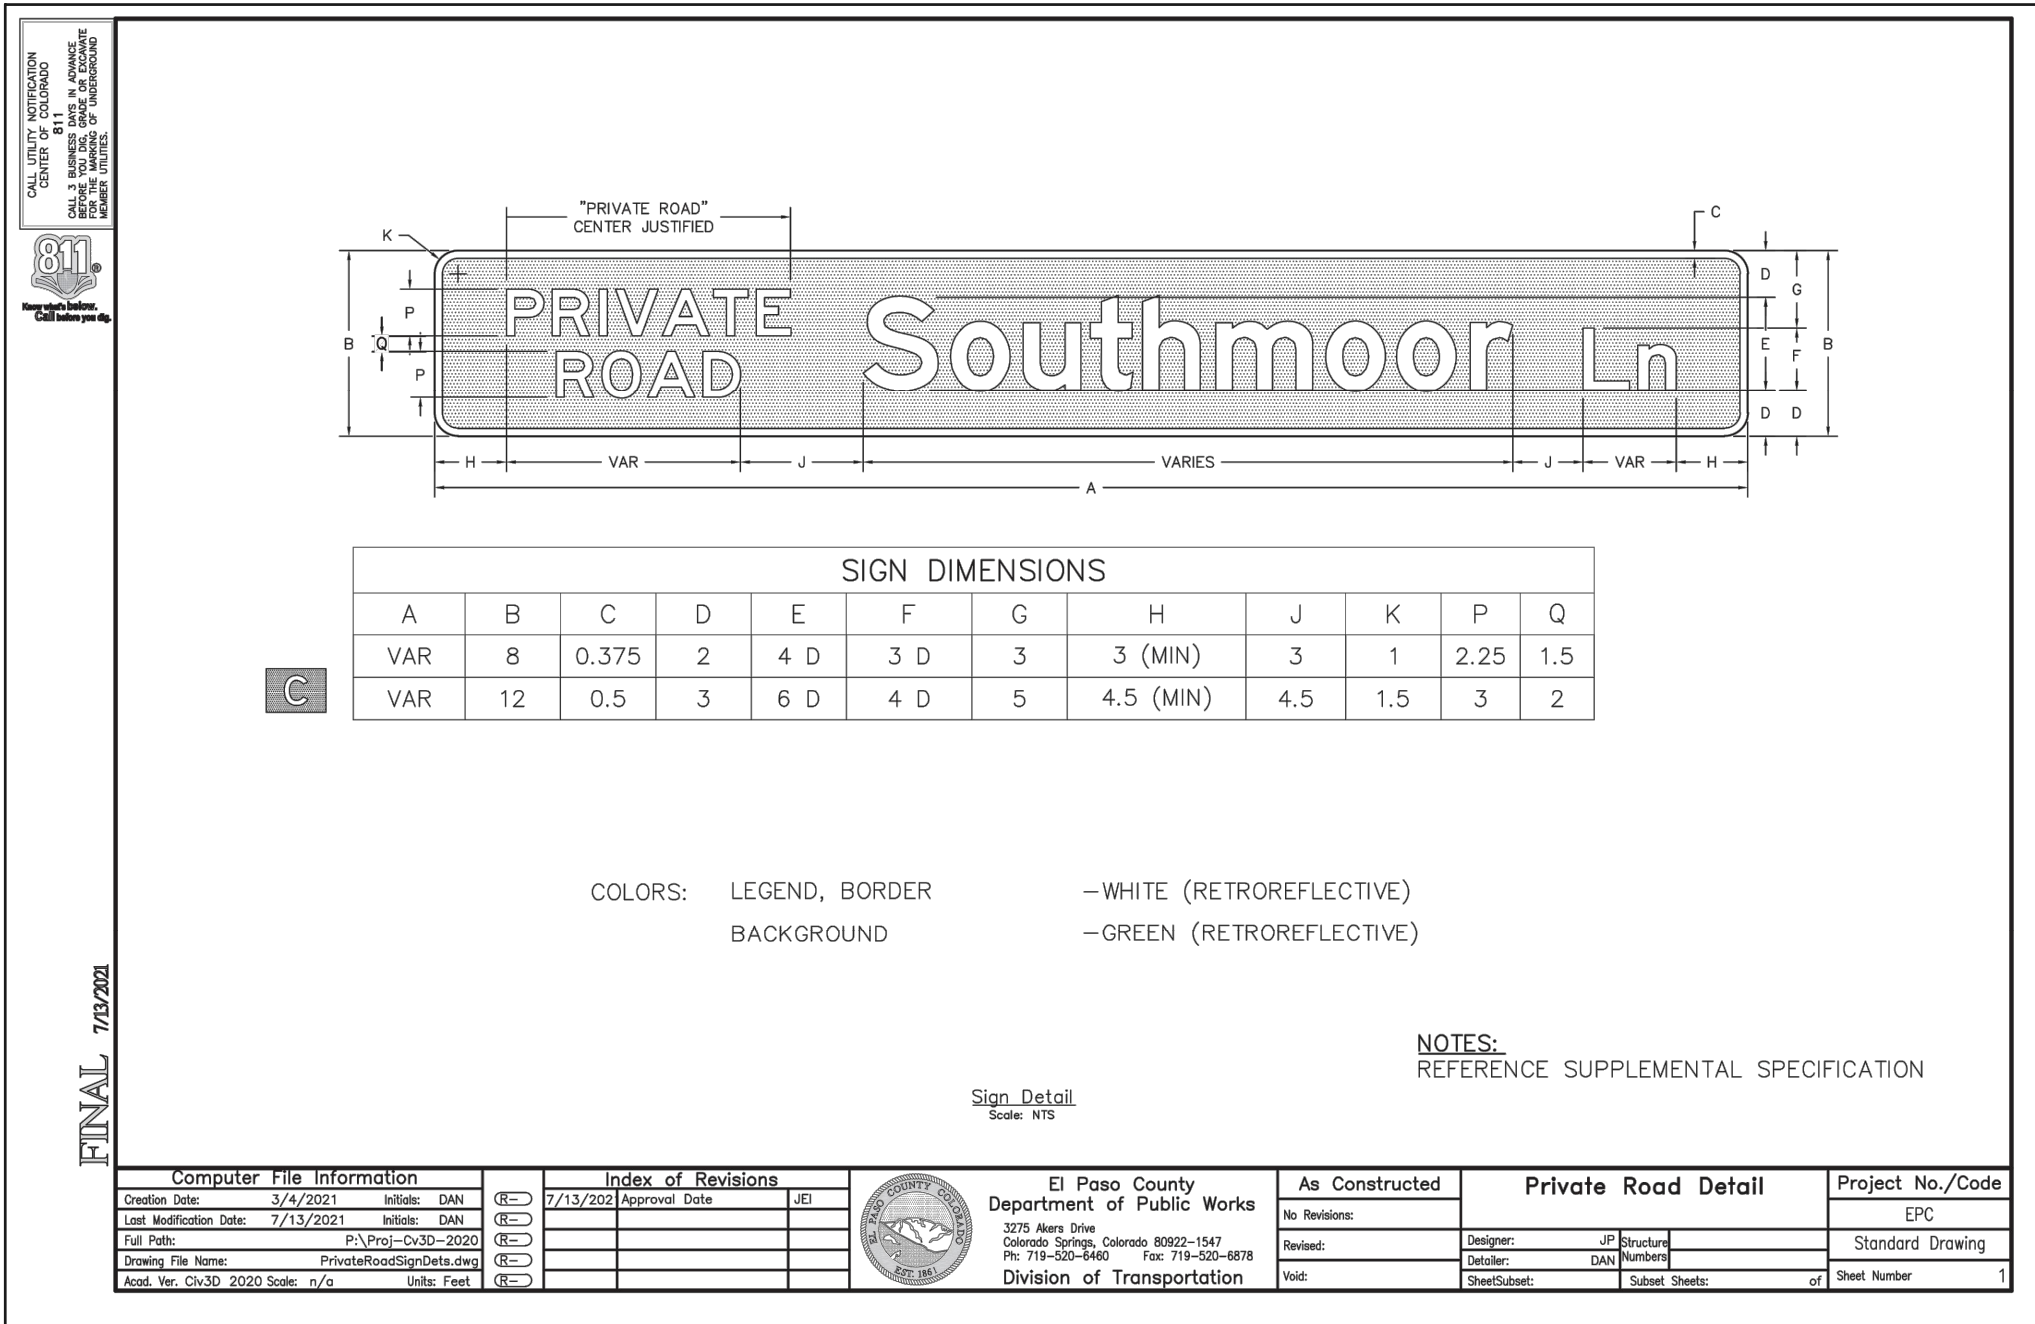 CALL UTILITY NOTIFICATION
CENTER OF COLORADO
811
CALL 3 BUSINESS DAYS IN ADVANCE
BEFORE YOU DIG, GRADE OR EXCAVATE
FOR THE MARKING OF UNDERGROUND
MEMBER UTILITIES.
811®
Know what's below.
Call before you dig.
"PRIVATE ROAD"
CENTER JUSTIFIED
K
C
B
P
Q
P
PRIVATE
ROAD
Southmoor Ln
D
G
E
F
B
D
D
H
VAR
J
VARIES
J
VAR
H
A
SIGN DIMENSIONS
A B C D E F G H J K P Q
VAR 8 0.375 2 4 D 3 D 3 3 (MIN) 3 1 2.25 1.5
C
VAR 12 0.5 3 6 D 4 D 5 4.5 (MIN) 4.5 1.5 3 2
COLORS: LEGEND, BORDER -WHITE (RETROREFLECTIVE)
BACKGROUND -GREEN (RETROREFLECTIVE)
NOTES:
REFERENCE SUPPLEMENTAL SPECIFICATION
Sign Detail
Scale: NTS
FINAL 7/13/2021
Computer File Information
Creation Date: 3/4/2021 Initials: DAN
Last Modification Date: 7/13/2021 Initials: DAN
Full Path: P:\Proj-Cv3D-2020
Drawing File Name: PrivateRoadSignDets.dwg
Acad. Ver. Civ3D 2020 Scale: n/a Units: Feet
R-
R-
R-
R-
R-
Index of Revisions
7/13/2021 Approval Date JEI
EL PASO COUNTY COLORADO
EST. 1861
El Paso County
Department of Public Works
3275 Akers Drive
Colorado Springs, Colorado 80922-1547
Ph: 719-520-6460 Fax: 719-520-6878
Division of Transportation
As Constructed
No Revisions:
Revised:
Void:
Private Road Detail
Designer: JP
Detailer: DAN
Structure
Numbers
SheetSubset:
Subset Sheets: of
Project No./Code
EPC
Standard Drawing
Sheet Number 1